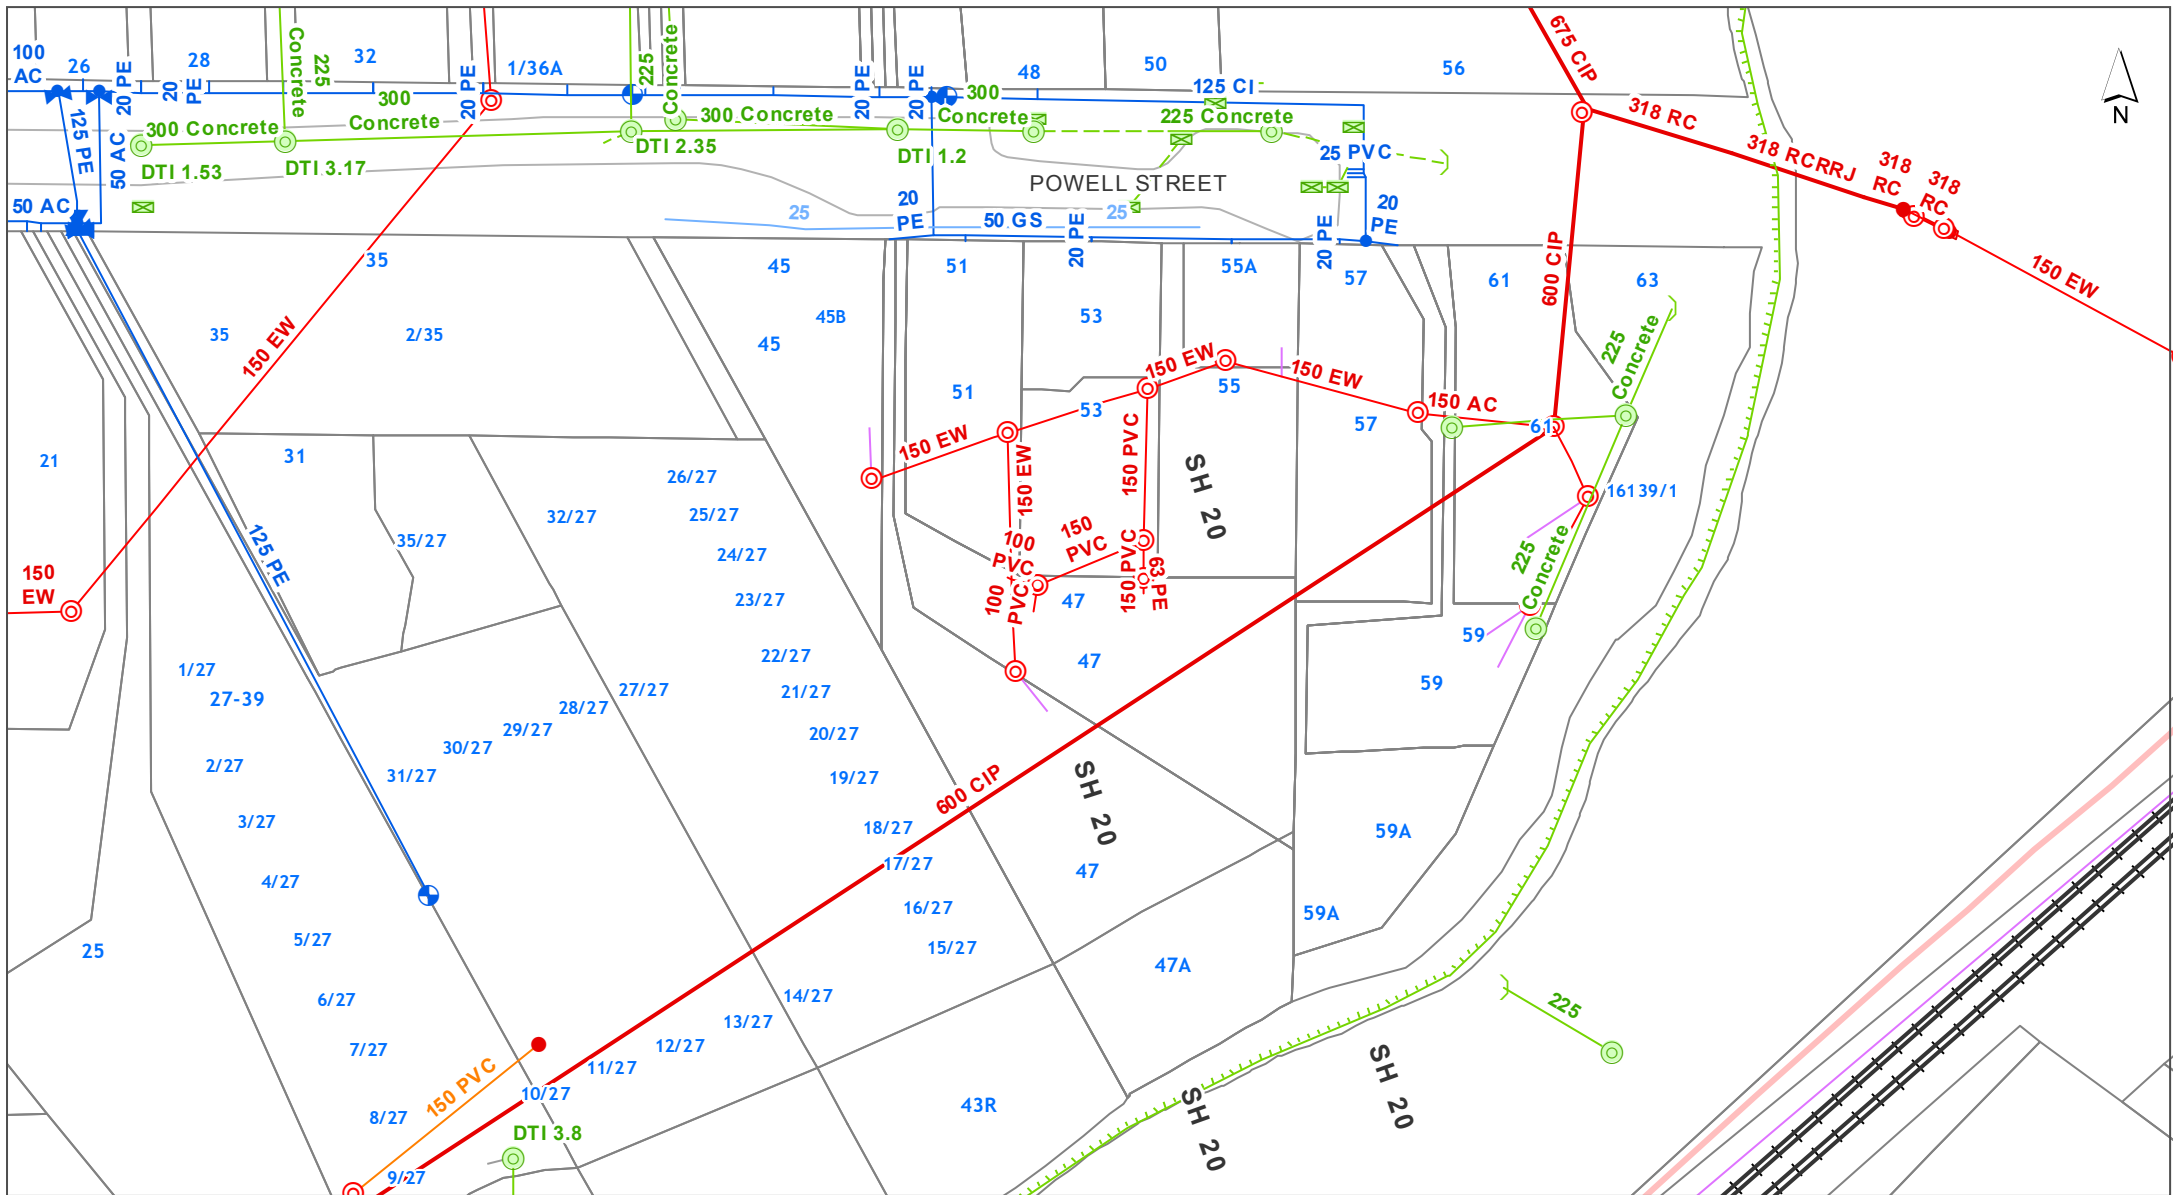 100
AC
26
20 PE
28
20
PE
Concrete
225
32
20 PE
1/36A
225
Concrete
20 PE
20 PE
48
50
56
675 CIP
318 RC
318 RCRRJ
318
RC
318
RC
150 EW
N
125 PE
50 AC
300 Concrete
300
Concrete
300 Concrete
300
Concrete
125 CI
225 Concrete
25 PVC
DTI 1.53
DTI 3.17
DTI 2.35
DTI 1.2
POWELL STREET
50 AC
25
20
PE
50 GS
25
20 PE
20 PE
20
PE
600 CIP
35
45
51
55A
57
61
63
35
2/35
45B
45
53
150 EW
225
Concrete
150 EW
150 EW
55
51
53
150 AC
57
61
21
31
150 EW
150 EW
150 PVC
SH 20
26/27
25/27
32/27
16139/1
125 PE
35/27
24/27
100
PVC
150
PVC
150 PVC
63 PE
225
Concrete
150
EW
23/27
100
PVC
47
59
1/27
27-39
22/27
47
27/27
21/27
59
28/27
29/27
20/27
30/27
2/27
31/27
19/27
600 CIP
SH 20
3/27
18/27
59A
17/27
47
4/27
16/27
59A
5/27
15/27
25
47A
6/27
14/27
225
13/27
7/27
12/27
SH 20
11/27
150 PVC
10/27
43R
8/27
SH 20
DTI 3.8
9/27